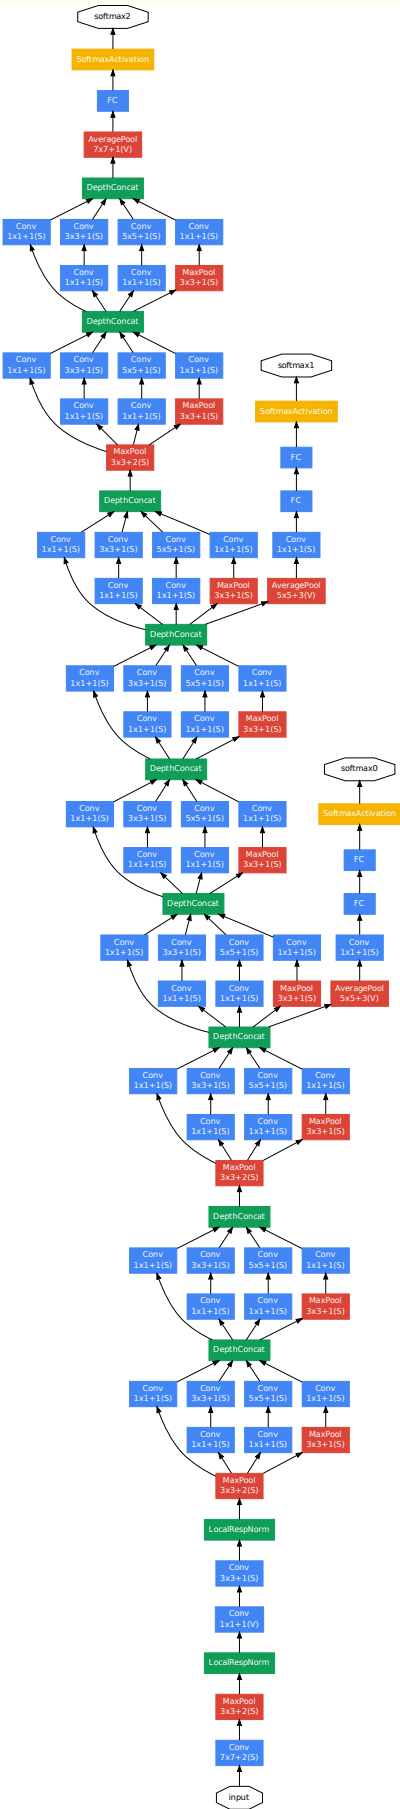 softmax2
SoftmaxActivation
FC
AveragePool
7x7+1(V)
DepthConcat
Conv Conv Conv Conv
1x1+1(S) 3x3+1(S) 5x5+1(S) 1x1+1(S)
Conv Conv MaxPool
1x1+1(S) 1x1+1(S) 3x3+1(S)
DepthConcat
Conv Conv Conv Conv
1x1+1(S) 3x3+1(S) 5x5+1(S) 1x1+1(S)
softmax1
Conv Conv MaxPool
1x1+1(S) 1x1+1(S) 3x3+1(S)
SoftmaxActivation
MaxPool
3x3+2(S)
FC
DepthConcat
FC
Conv Conv Conv Conv Conv
1x1+1(S) 3x3+1(S) 5x5+1(S) 1x1+1(S) 1x1+1(S)
Conv Conv MaxPool AveragePool
1x1+1(S) 1x1+1(S) 3x3+1(S) 5x5+3(V)
DepthConcat
Conv Conv Conv Conv
1x1+1(S) 3x3+1(S) 5x5+1(S) 1x1+1(S)
Conv Conv MaxPool
1x1+1(S) 1x1+1(S) 3x3+1(S)
DepthConcat
softmax0
Conv Conv Conv Conv
1x1+1(S) 3x3+1(S) 5x5+1(S) 1x1+1(S)
SoftmaxActivation
Conv Conv MaxPool
1x1+1(S) 1x1+1(S) 3x3+1(S)
FC
DepthConcat
FC
Conv Conv Conv Conv Conv
1x1+1(S) 3x3+1(S) 5x5+1(S) 1x1+1(S) 1x1+1(S)
Conv Conv MaxPool AveragePool
1x1+1(S) 1x1+1(S) 3x3+1(S) 5x5+3(V)
DepthConcat
Conv Conv Conv Conv
1x1+1(S) 3x3+1(S) 5x5+1(S) 1x1+1(S)
Conv Conv MaxPool
1x1+1(S) 1x1+1(S) 3x3+1(S)
MaxPool
3x3+2(S)
DepthConcat
Conv Conv Conv Conv
1x1+1(S) 3x3+1(S) 5x5+1(S) 1x1+1(S)
Conv Conv MaxPool
1x1+1(S) 1x1+1(S) 3x3+1(S)
DepthConcat
Conv Conv Conv Conv
1x1+1(S) 3x3+1(S) 5x5+1(S) 1x1+1(S)
Conv Conv MaxPool
1x1+1(S) 1x1+1(S) 3x3+1(S)
MaxPool
3x3+2(S)
LocalRespNorm
Conv
3x3+1(S)
Conv
1x1+1(V)
LocalRespNorm
MaxPool
3x3+2(S)
Conv
7x7+2(S)
input